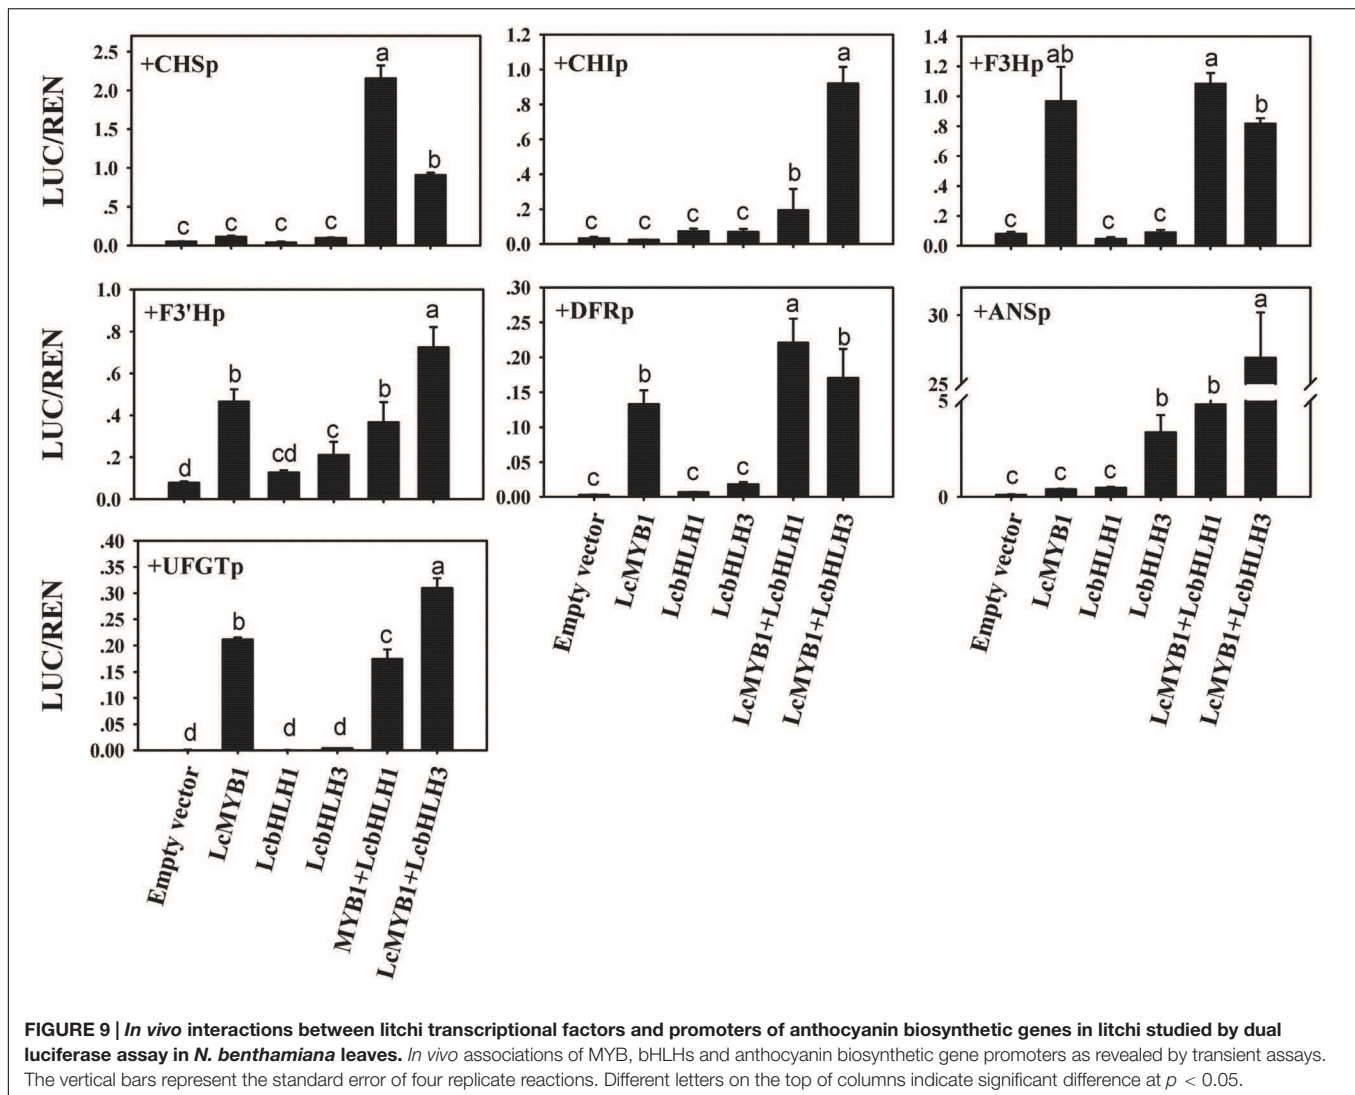 LUC/REN
+CHSp
2.5
2.0
1.5
1.0
.5
0.0
c c c c a b
+CHIp
1.2
1.0
.8
.6
.4
.2
0.0
c c c c b a
+F3Hp
1.4
1.2
1.0
.8
.6
.4
.2
0.0
c ab c c a b
LUC/REN
+F3'Hp
1.0
.8
.6
.4
.2
0.0
d b cd c b a
+DFRp
.30
.25
.20
.15
.10
.05
0.00
c b c c a b
+ANSp
30
25
5
0
c c c b b a
Empty vector
LcMYB1
LcbHLH1
LcbHLH3
LcMYB1+LcbHLH1
LcMYB1+LcbHLH3
Empty vector
LcMYB1
LcbHLH1
LcbHLH3
LcMYB1+LcbHLH1
LcMYB1+LcbHLH3
LUC/REN
+UFGTp
.40
.35
.30
.25
.20
.15
.10
.05
0.00
d b d d c a
Empty vector
LcMYB1
LcbHLH1
LcbHLH3
MYB1+LcbHLH1
LcMYB1+LcbHLH3
FIGURE 9 | In vivo interactions between litchi transcriptional factors and promoters of anthocyanin biosynthetic genes in litchi studied by dual
luciferase assay in N. benthamiana leaves. In vivo associations of MYB, bHLHs and anthocyanin biosynthetic gene promoters as revealed by transient assays.
The vertical bars represent the standard error of four replicate reactions. Different letters on the top of columns indicate significant difference at p < 0.05.